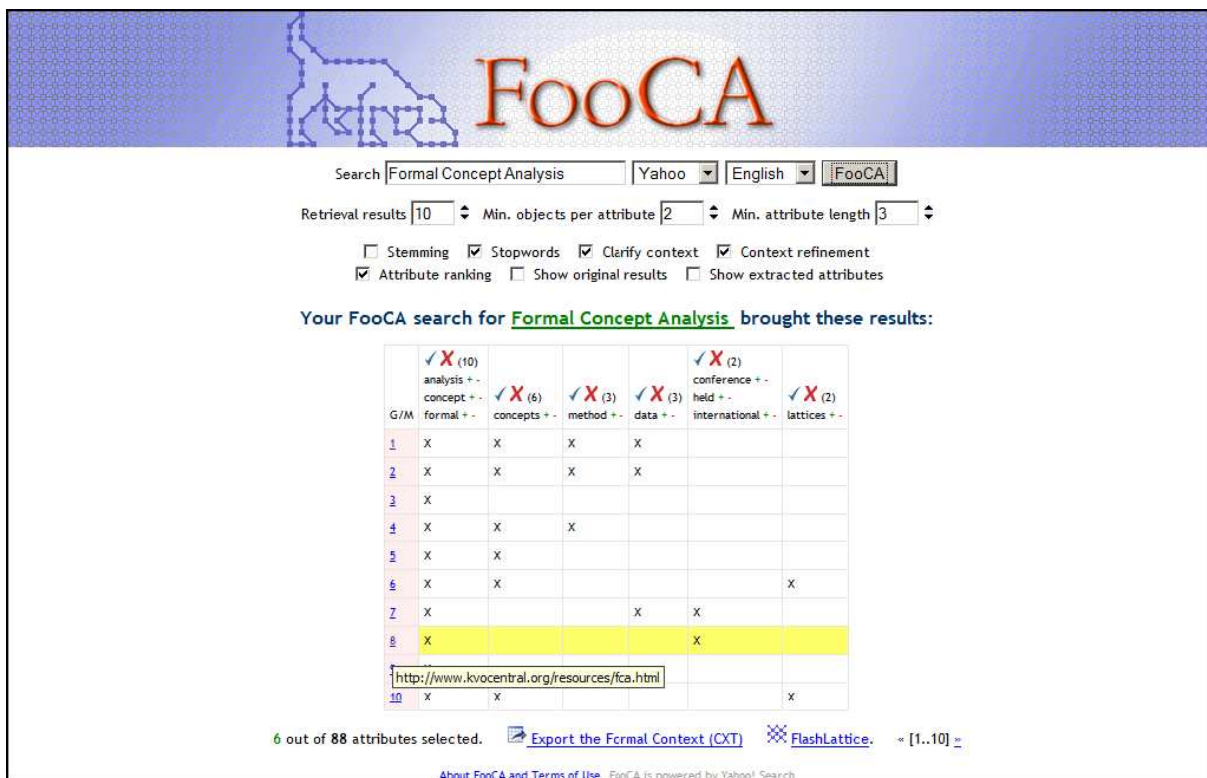 FOOCA
Search Formal Concept Analysis Yahoo English FooCA
Retrieval results 10 Min. objects per attribute 2 Min. attribute length 3
Stemming Stopwords Clarify context Context refinement
Attribute ranking Show original results Show extracted attributes
Your FooCA search for Formal Concept Analysis brought these results:
(10) (2)
analysis + - conference + -
concept + - (6) (3) (3) held + - (2)
G/M formal + - concepts + - method + - data + - international + - lattices + -
1 X X X X
2 X X X X
3 X
4 X X X
5 X X
6 X X X
7 X X X
8 X X
http://www.kvocentral.org/resources/fca.html
10 X X X
6 out of 88 attributes selected. Export the Formal Context (CXT) FlashLattice. « [1..10] »
About FooCA and Terms of Use FooCA is powered by Yahoo! Search